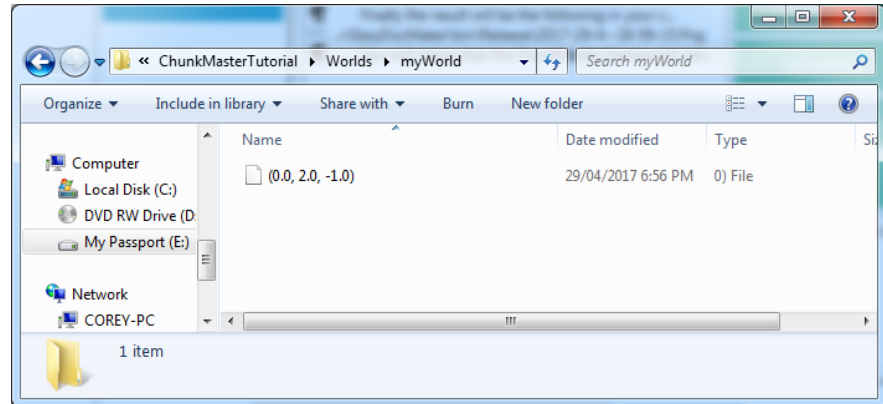 « ChunkMasterTutorial ▸ Worlds ▸ myWorld
Search myWorld
Organize Include in library Share with Burn New folder
Name Date modified Type
Computer
(0.0, 2.0, -1.0) 29/04/2017 6:56 PM 0) File
Local Disk (C:)
DVD RW Drive (D:
My Passport (E:)
Network
COREY-PC
1 item